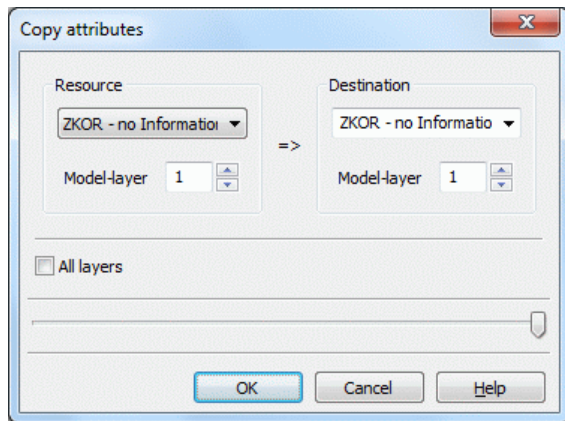 Copy attributes
Resource
Destination
ZKOR - no Information
=>
ZKOR - no Informatio
Model-layer 1
Model-layer 1
All layers
OK
Cancel
Help